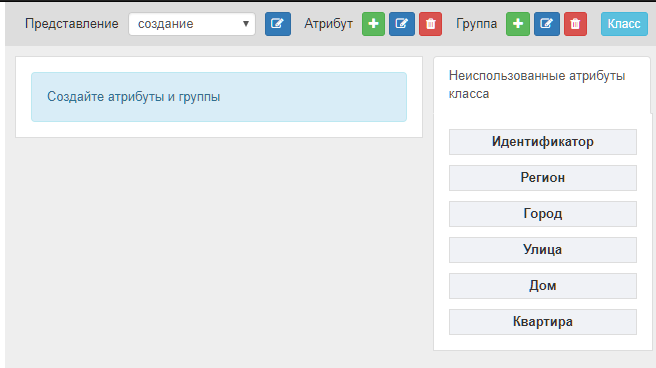 Представление создание Атрибут Группа Класс
Создайте атрибуты и группы
Неиспользованные атрибуты
класса
Идентификатор
Регион
Город
Улица
Дом
Квартира